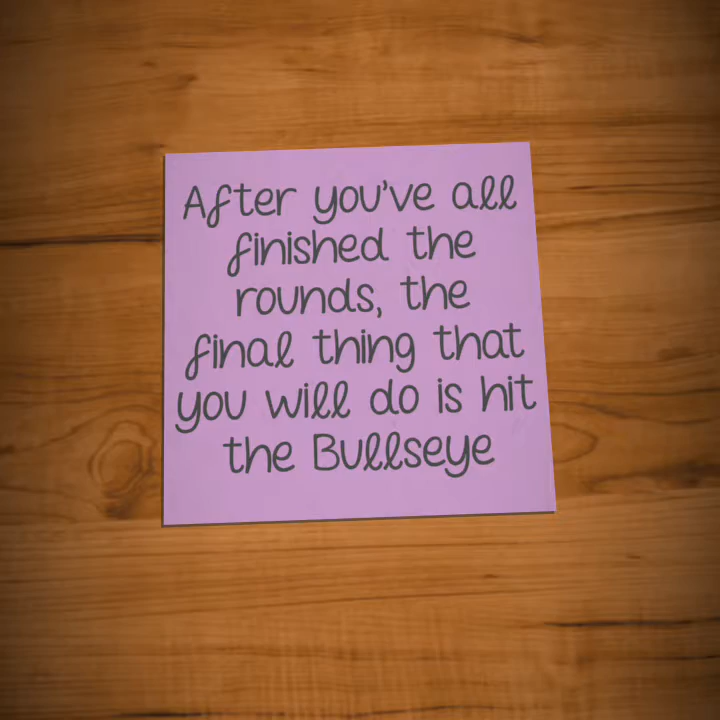 After you've all
finished the
rounds, the
final thing that
you will do is hit
the Bullseye